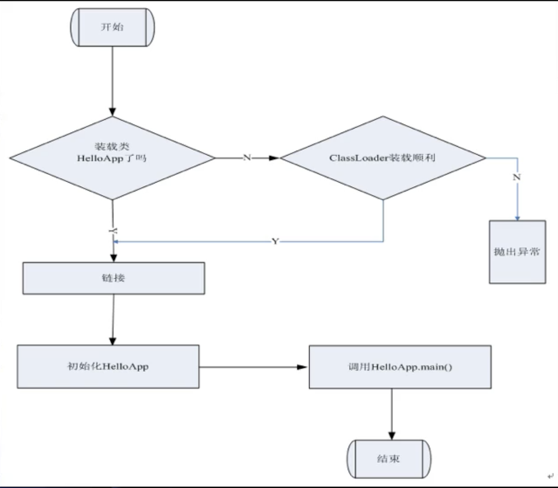 开始
装载类
HelloApp了吗
N
ClassLoader装载顺利
N
Y
Y
抛出异常
链接
初始化HelloApp
调用HelloApp.main()
结束